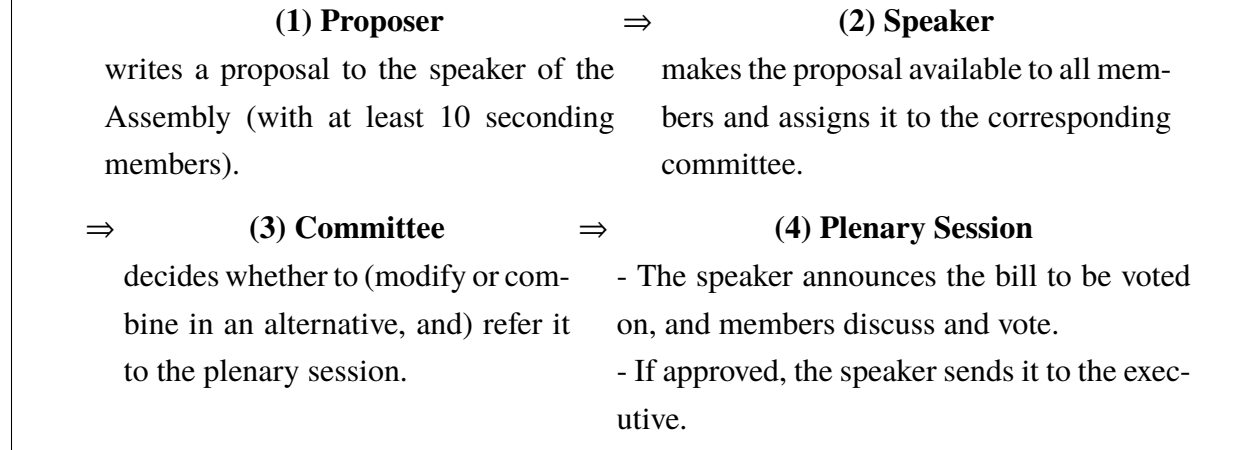 (1) Proposer ⇒ (2) Speaker
writes a proposal to the speaker of the
Assembly (with at least 10 seconding
members).
makes the proposal available to all mem-
bers and assigns it to the corresponding
committee.
⇒ (3) Committee ⇒ (4) Plenary Session
decides whether to (modify or com-
bine in an alternative, and) refer it
to the plenary session.
- The speaker announces the bill to be voted
on, and members discuss and vote.
- If approved, the speaker sends it to the exec-
utive.